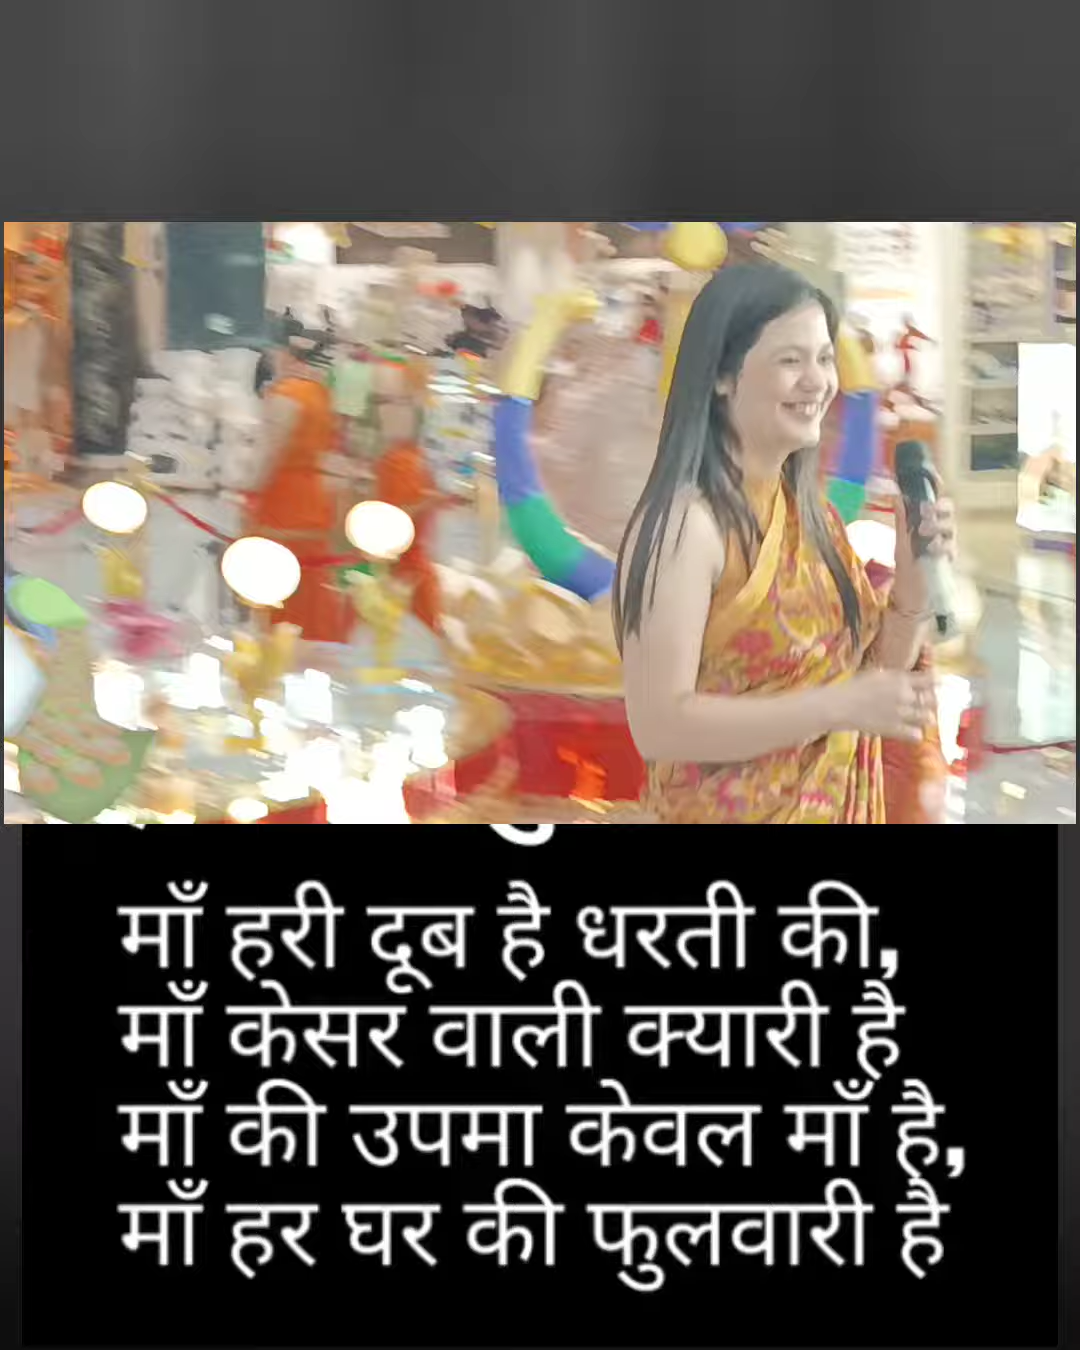 माँ हरी दूब है धरती की,
माँ केसर वाली क्यारी है
माँ की उपमा केवल माँ है,
माँ हर घर की फुलवारी है